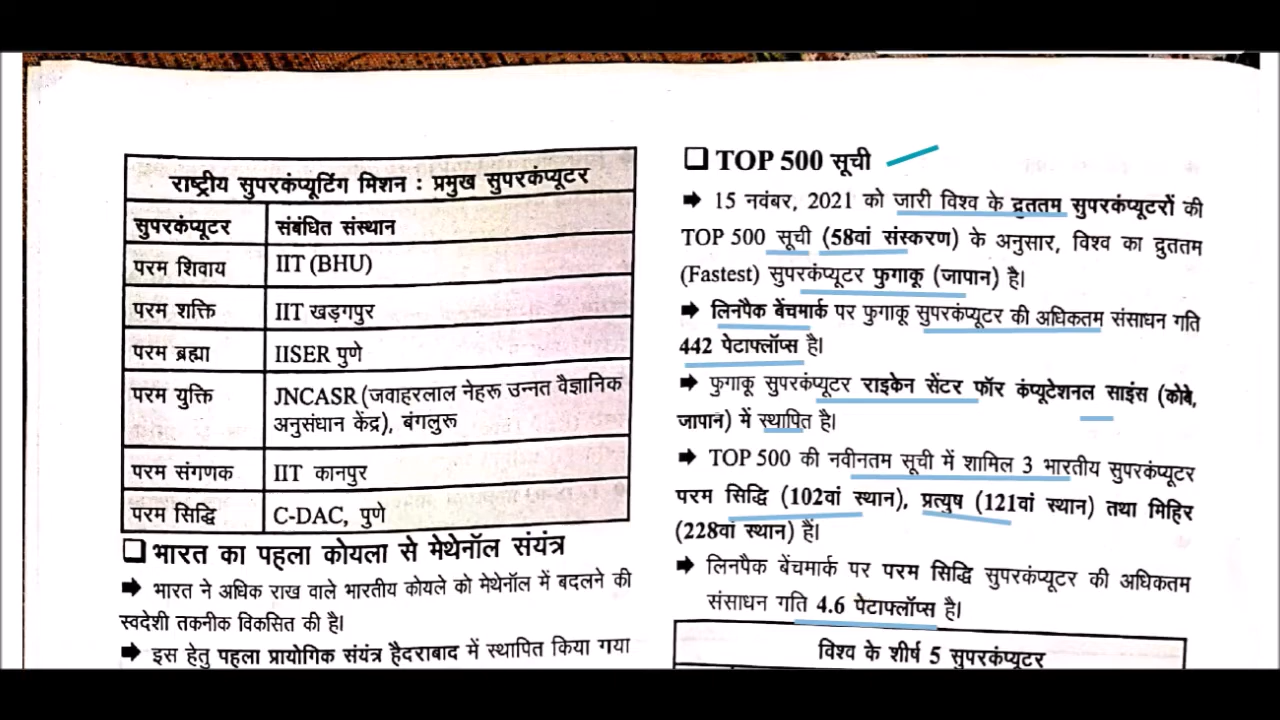 राष्ट्रीय सुपरकंप्यूटिंग मिशन : प्रमुख सुपरकंप्यूटर
सुपरकंप्यूटर संबंधित संस्थान
परम शिवाय IIT (BHU)
परम शक्ति IIT खड़गपुर
परम ब्रह्मा IISER पुणे
परम युक्ति JNCASR (जवाहरलाल नेहरू उन्नत वैज्ञानिक
अनुसंधान केंद्र), बंगलुरू
परम संगणक IIT कानपुर
परम सिद्धि C-DAC, पुणे
❑ भारत का पहला कोयला से मेथेनॉल संयंत्र
➡ भारत ने अधिक राख वाले भारतीय कोयले को मेथेनॉल में बदलने की
स्वदेशी तकनीक विकसित की है।
➡ इस हेतु पहला प्रायोगिक संयंत्र हैदराबाद में स्थापित किया गया
❑ TOP 500 सूची
➡ 15 नवंबर, 2021 को जारी विश्व के द्रुततम सुपरकंप्यूटरों की
TOP 500 सूची (58वां संस्करण) के अनुसार, विश्व का द्रुततम
(Fastest) सुपरकंप्यूटर फुगाकू (जापान) है।
➡ लिनपैक बेंचमार्क पर फुगाकू सुपरकंप्यूटर की अधिकतम संसाधन गति
442 पेटाफ्लॉप्स है।
➡ फुगाकू सुपरकंप्यूटर राइकेन सेंटर फॉर कंप्यूटेशनल साइंस (कोबे,
जापान) में स्थापित है।
➡ TOP 500 की नवीनतम सूची में शामिल 3 भारतीय सुपरकंप्यूटर
परम सिद्धि (102वां स्थान), प्रत्युष (121वां स्थान) तथा मिहिर
(228वां स्थान) हैं।
➡ लिनपैक बेंचमार्क पर परम सिद्धि सुपरकंप्यूटर की अधिकतम
संसाधन गति 4.6 पेटाफ्लॉप्स है।
विश्व के शीर्ष 5 सुपरकंप्यूटर